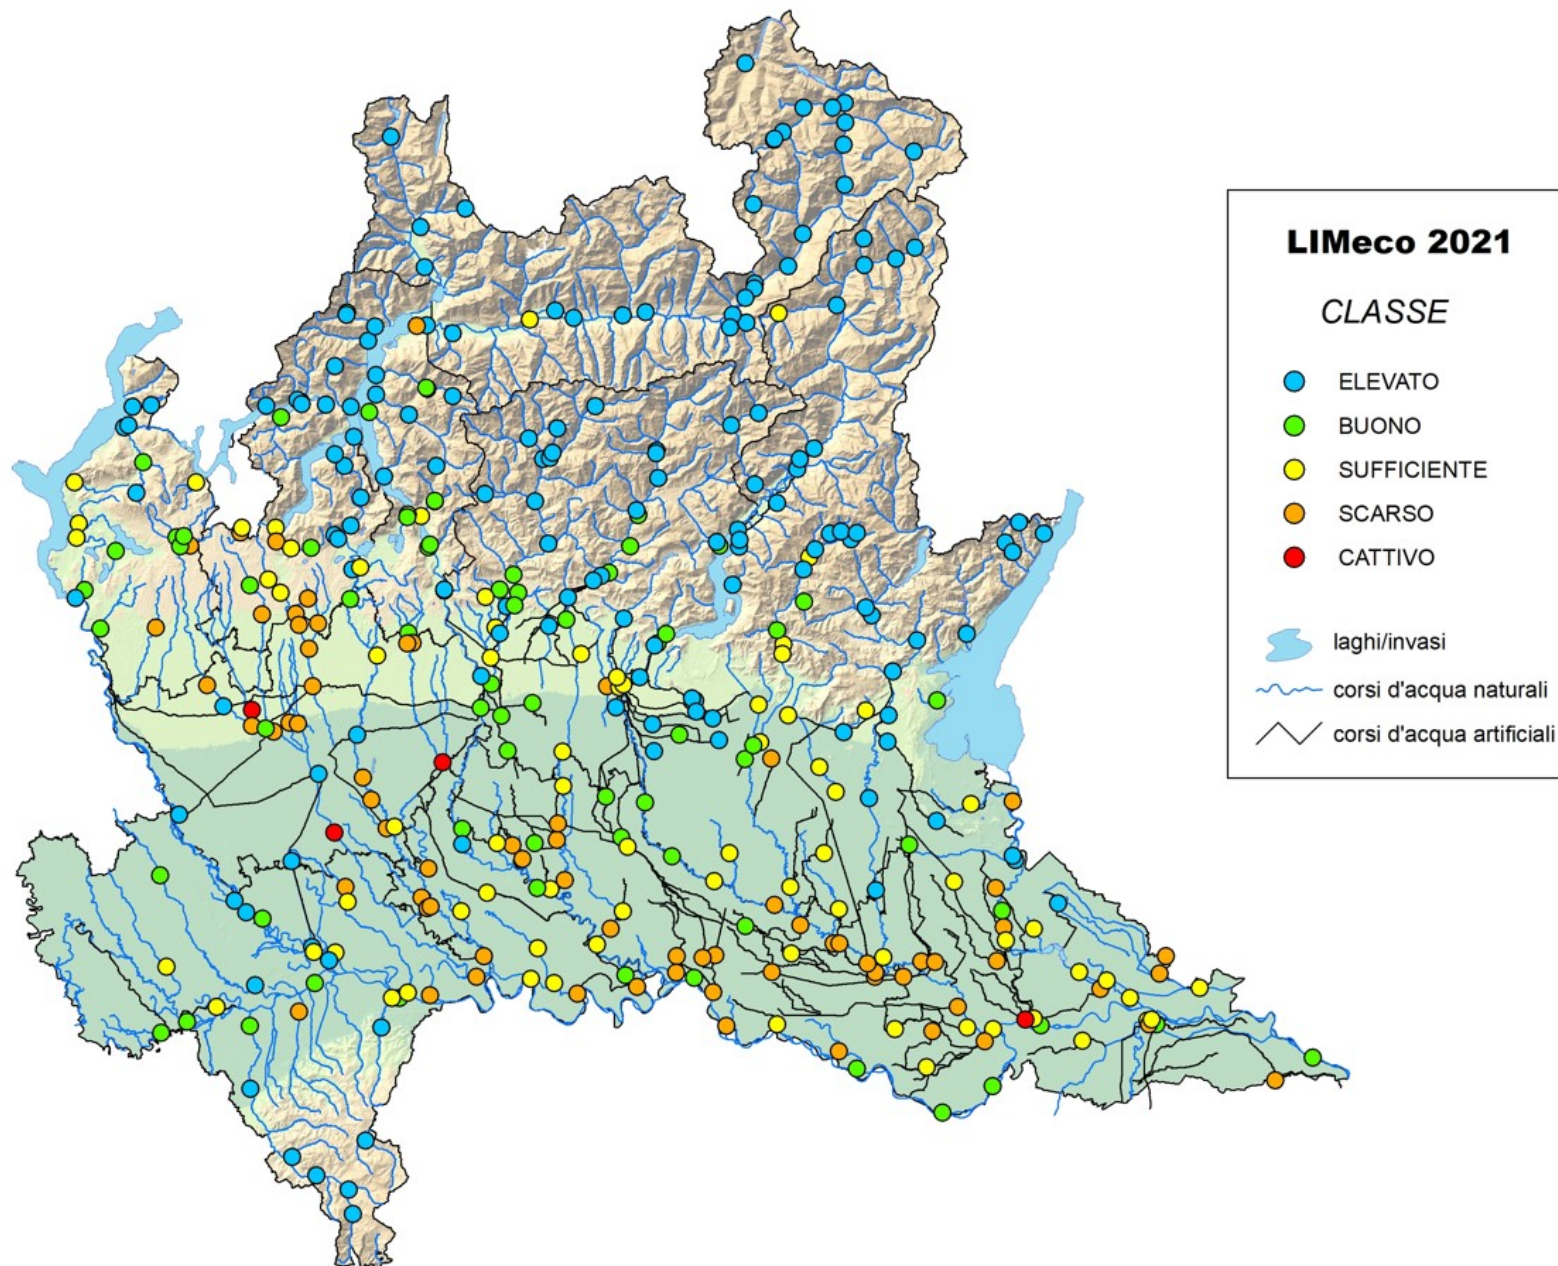 LIMeco 2021
CLASSE
ELEVATO
BUONO
SUFFICIENTE
SCARSO
CATTIVO
laghi/invasi
corsi d'acqua naturali
corsi d'acqua artificiali